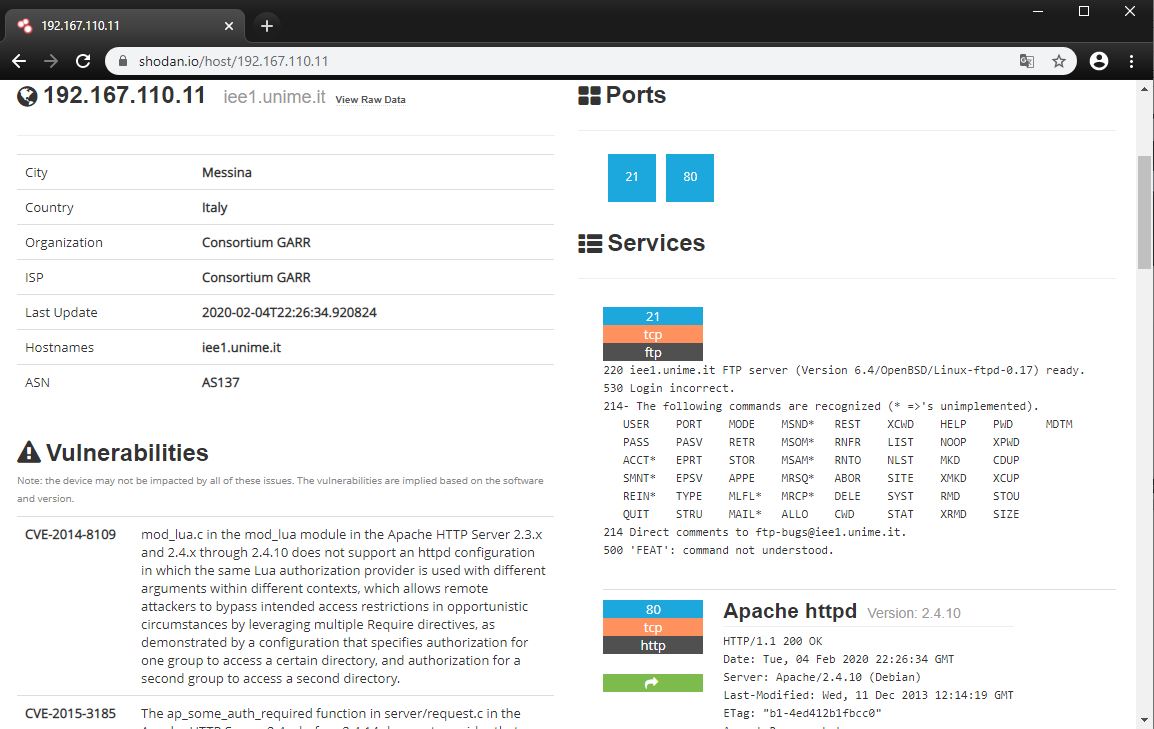 192.167.110.11
shodan.io/host/192.167.110.11
192.167.110.11 iee1.unime.it View Raw Data
City Messina
Country Italy
Organization Consortium GARR
ISP Consortium GARR
Last Update 2020-02-04T22:26:34.920824
Hostnames iee1.unime.it
ASN AS137
Vulnerabilities
Note: the device may not be impacted by all of these issues. The vulnerabilities are implied based on the software
and version.
CVE-2014-8109 mod_lua.c in the mod_lua module in the Apache HTTP Server 2.3.x
and 2.4.x through 2.4.10 does not support an httpd configuration
in which the same Lua authorization provider is used with different
arguments within different contexts, which allows remote
attackers to bypass intended access restrictions in opportunistic
circumstances by leveraging multiple Require directives, as
demonstrated by a configuration that specifies authorization for
one group to access a certain directory, and authorization for a
second group to access a second directory.
CVE-2015-3185 The ap_some_auth_required function in server/request.c in the
Ports
21 80
Services
21
tcp
ftp
220 iee1.unime.it FTP server (Version 6.4/OpenBSD/Linux-ftpd-0.17) ready.
530 Login incorrect.
214- The following commands are recognized (* =>'s unimplemented).
USER PORT MODE MSND* REST XCWD HELP PWD MDTM
PASS PASV RETR MSOM* RNFR LIST NOOP XPWD
ACCT* EPRT STOR MSAM* RNTO NLST MKD CDUP
SMNT* EPSV APPE MRSQ* ABOR SITE XMKD XCUP
REIN* TYPE MLFL* MRCP* DELE SYST RMD STOU
QUIT STRU MAIL* ALLO CWD STAT XRMD SIZE
214 Direct comments to ftp-bugs@iee1.unime.it.
500 'FEAT': command not understood.
80
tcp
http
Apache httpd Version: 2.4.10
HTTP/1.1 200 OK
Date: Tue, 04 Feb 2020 22:26:34 GMT
Server: Apache/2.4.10 (Debian)
Last-Modified: Wed, 11 Dec 2013 12:14:19 GMT
ETag: "b1-4ed412b1fbcc0"